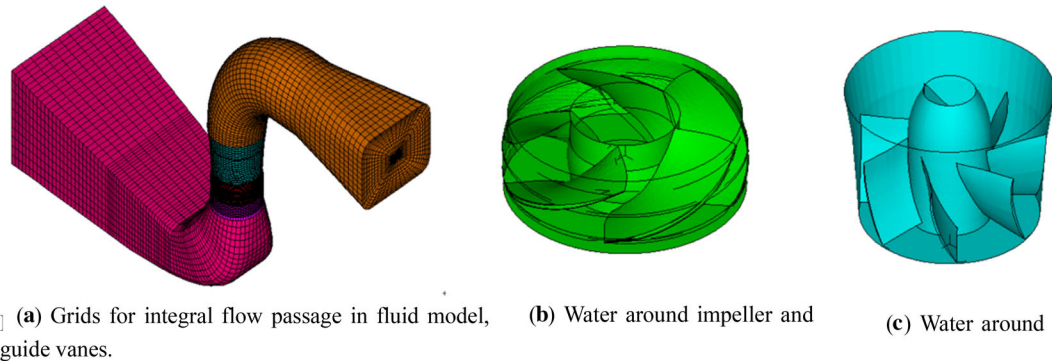 (a) Grids for integral flow passage in fluid model,
guide vanes.
(b) Water around impeller and
(c) Water around